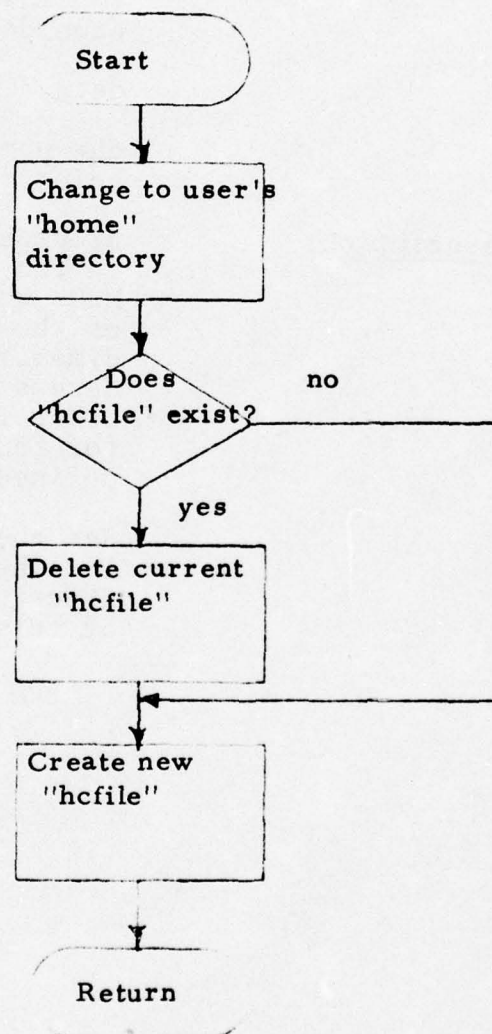 Start
Change to user's
"home"
directory
Does
no
"hcfile" exist?
yes
Delete current
"hcfile"
Create new
"hcfile"
Return